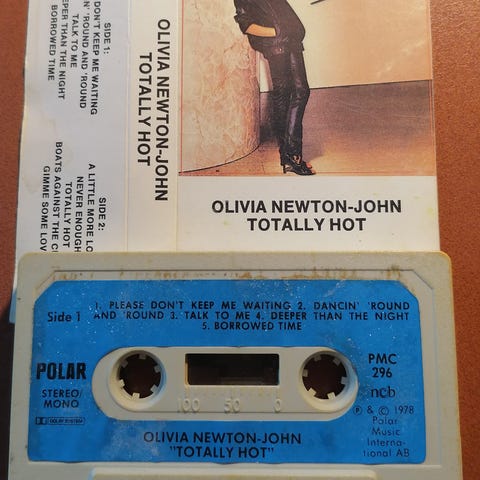 SIDE 1:
DON'T KEEP ME WAITING
'ROUND AND 'ROUND
TALK TO ME
DEEPER THAN THE NIGHT
BORROWED TIME
SIDE 2:
A LITTLE MORE LO
NEVER ENOUGH
TOTALLY HOT
BOATS AGAINST THE C
GIMME SOME LOV
OLIVIA NEWTON-JOHN
TOTALLY HOT
OLIVIA NEWTON-JOHN
TOTALLY HOT
Side 1
1. PLEASE DON'T KEEP ME WAITING 2. DANCIN' 'ROUND
AND 'ROUND 3. TALK TO ME 4. DEEPER THAN THE NIGHT
5. BORROWED TIME
POLAR
STEREO/
MONO
DOLBY SYSTEM
100 50 0
PMC
296
ncb
℗ & © 1978
Polar
Music
Interna-
tional AB
OLIVIA NEWTON-JOHN
"TOTALLY HOT"